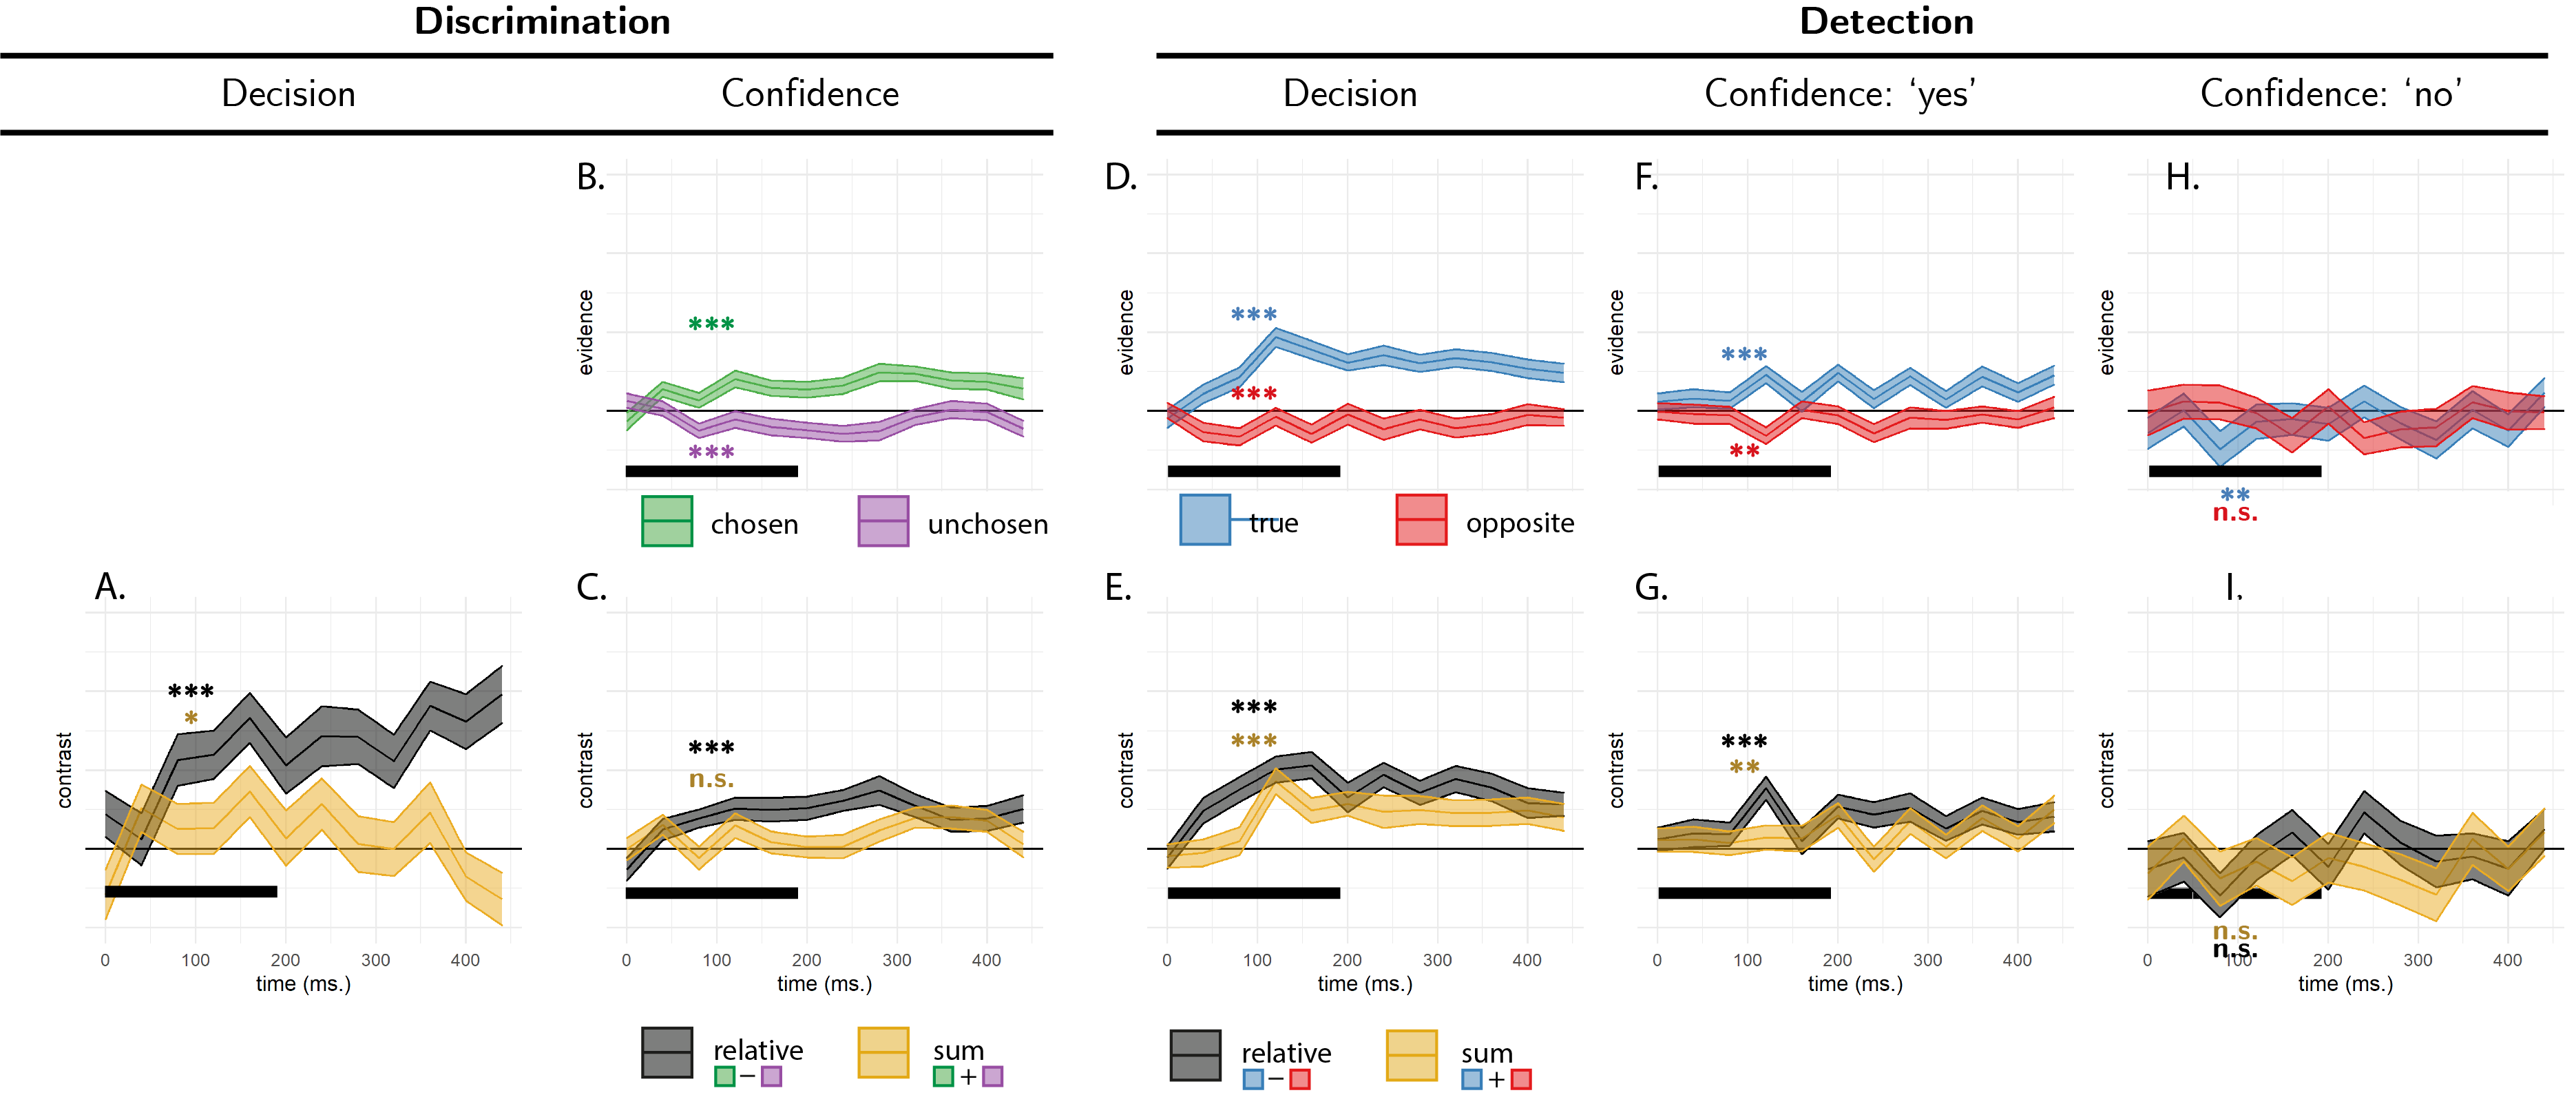 Discrimination
Detection
Decision
Confidence
Decision
Confidence: ‘yes’
Confidence: ‘no’
B.
D.
F.
H.
evidence
evidence
evidence
evidence
***
***
***
***
***
**
**
n.s.
chosen
unchosen
true
opposite
A.
C.
E.
G.
I.
contrast
contrast
contrast
contrast
contrast
***
*
***
n.s.
***
***
***
**
n.s.
n.s.
0 100 200 300 400
0 100 200 300 400
0 100 200 300 400
0 100 200 300 400
0 100 200 300 400
time (ms.)
time (ms.)
time (ms.)
time (ms.)
time (ms.)
relative
sum
relative
sum
−
+
−
+